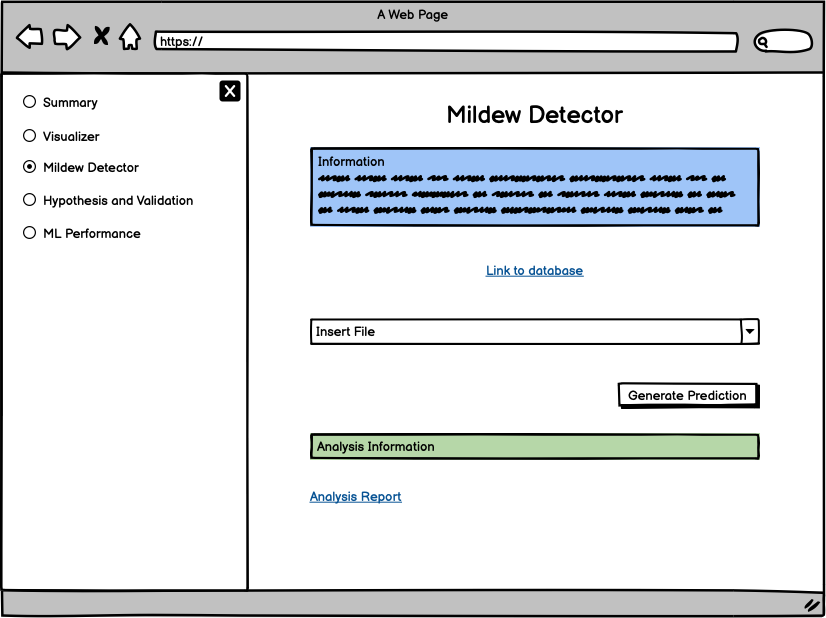 A Web Page
https://
Summary
Visualizer
Mildew Detector
Hypothesis and Validation
ML Performance
Mildew Detector
Information
Link to database
Insert File
Generate Prediction
Analysis Information
Analysis Report